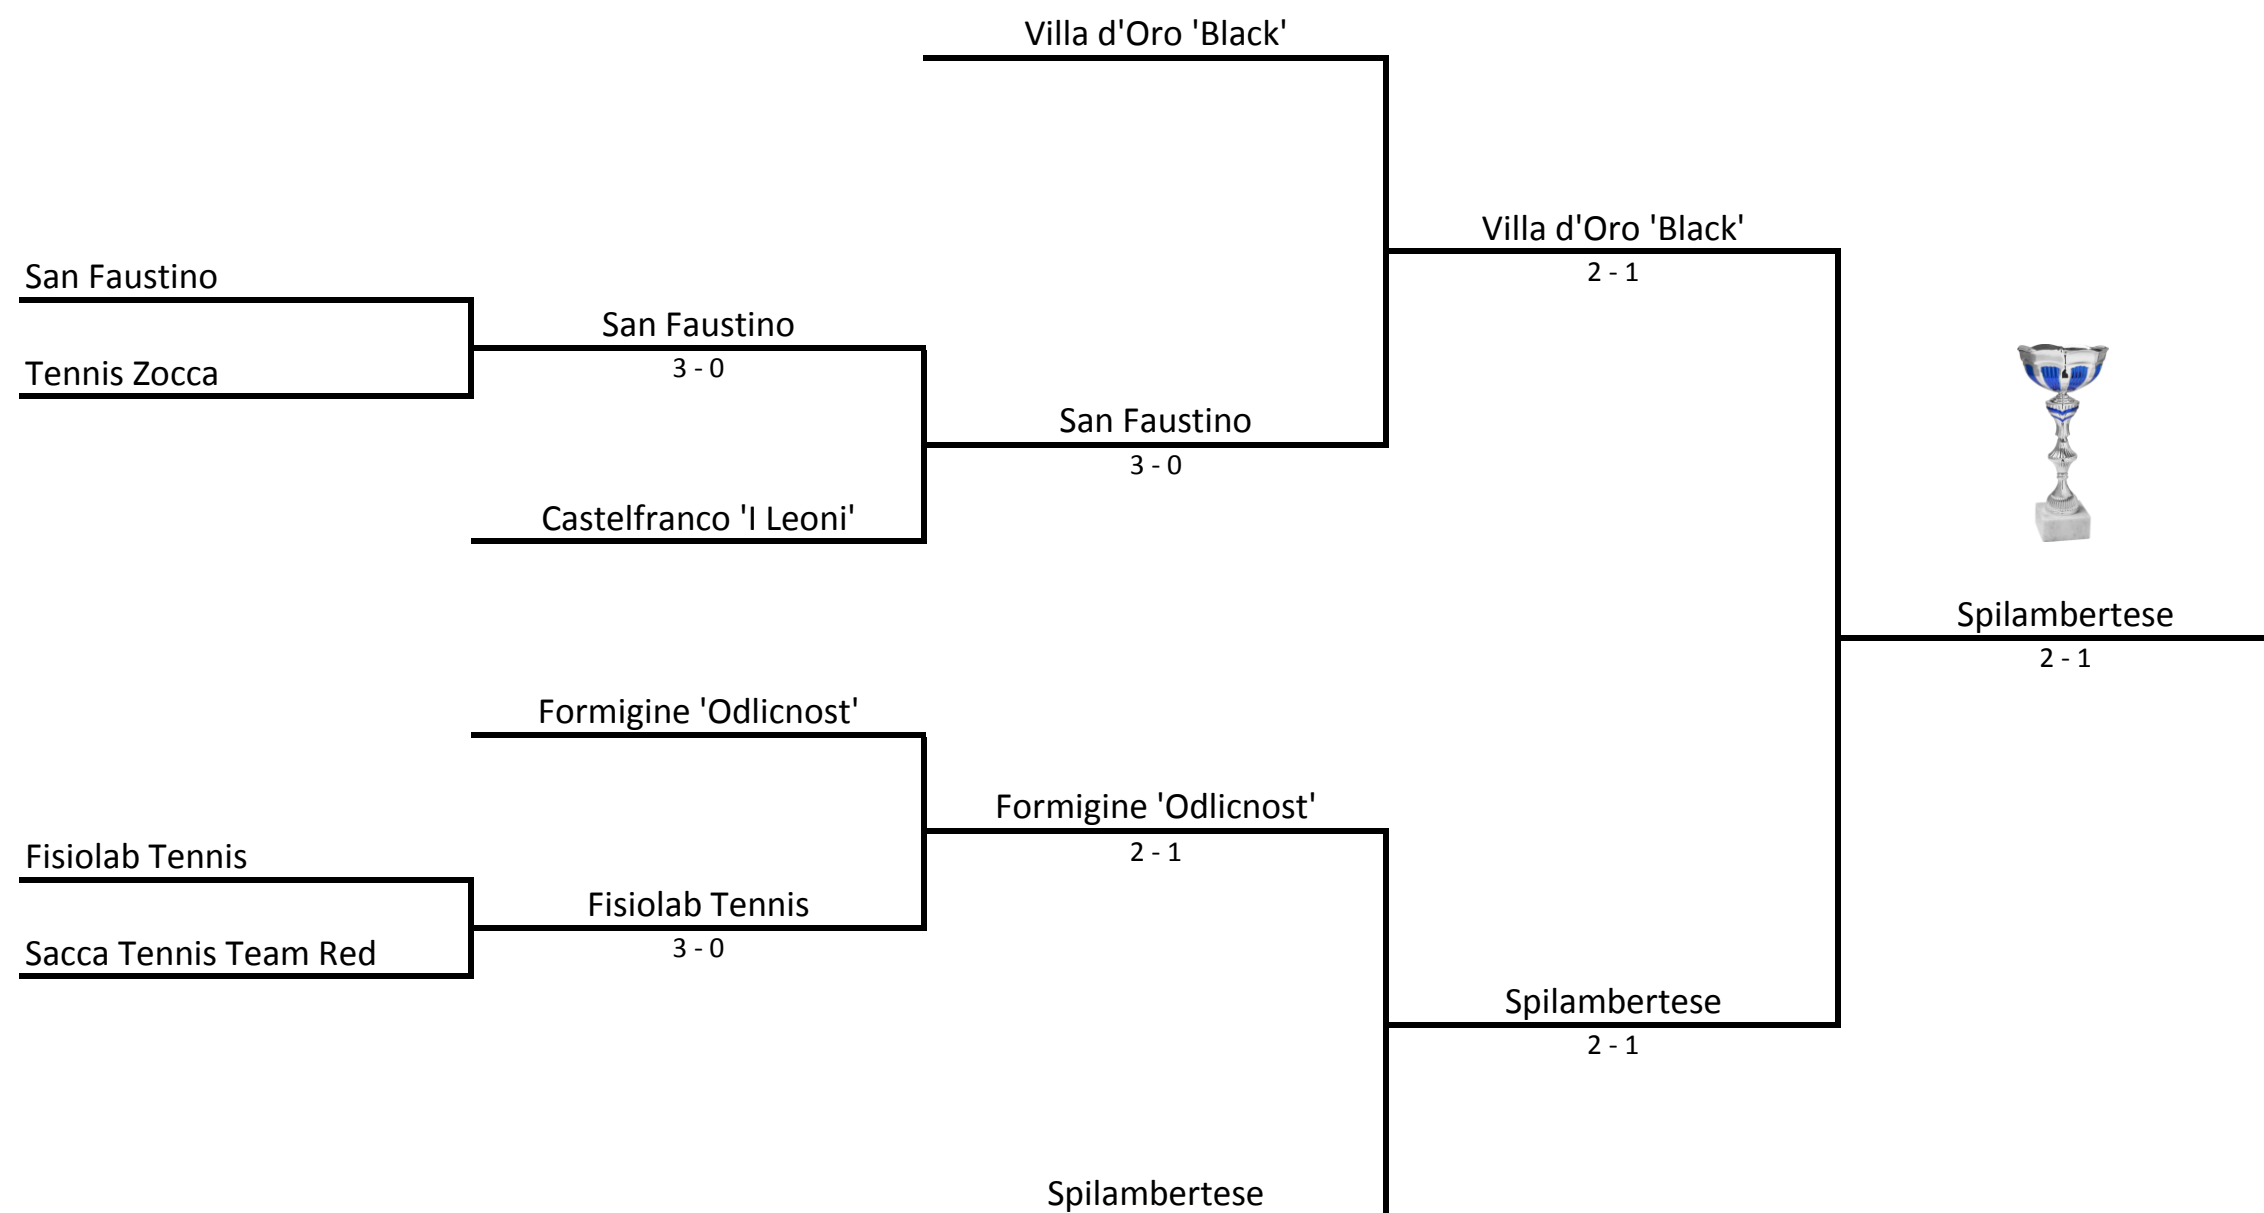 Villa d'Oro 'Black'
Villa d'Oro 'Black'
2 - 1
San Faustino
San Faustino
3 - 0
Tennis Zocca
San Faustino
3 - 0
Castelfranco 'I Leoni'
Spilambertese
2 - 1
Formigine 'Odlicnost'
Formigine 'Odlicnost'
2 - 1
Fisiolab Tennis
Fisiolab Tennis
3 - 0
Sacca Tennis Team Red
Spilambertese
2 - 1
Spilambertese